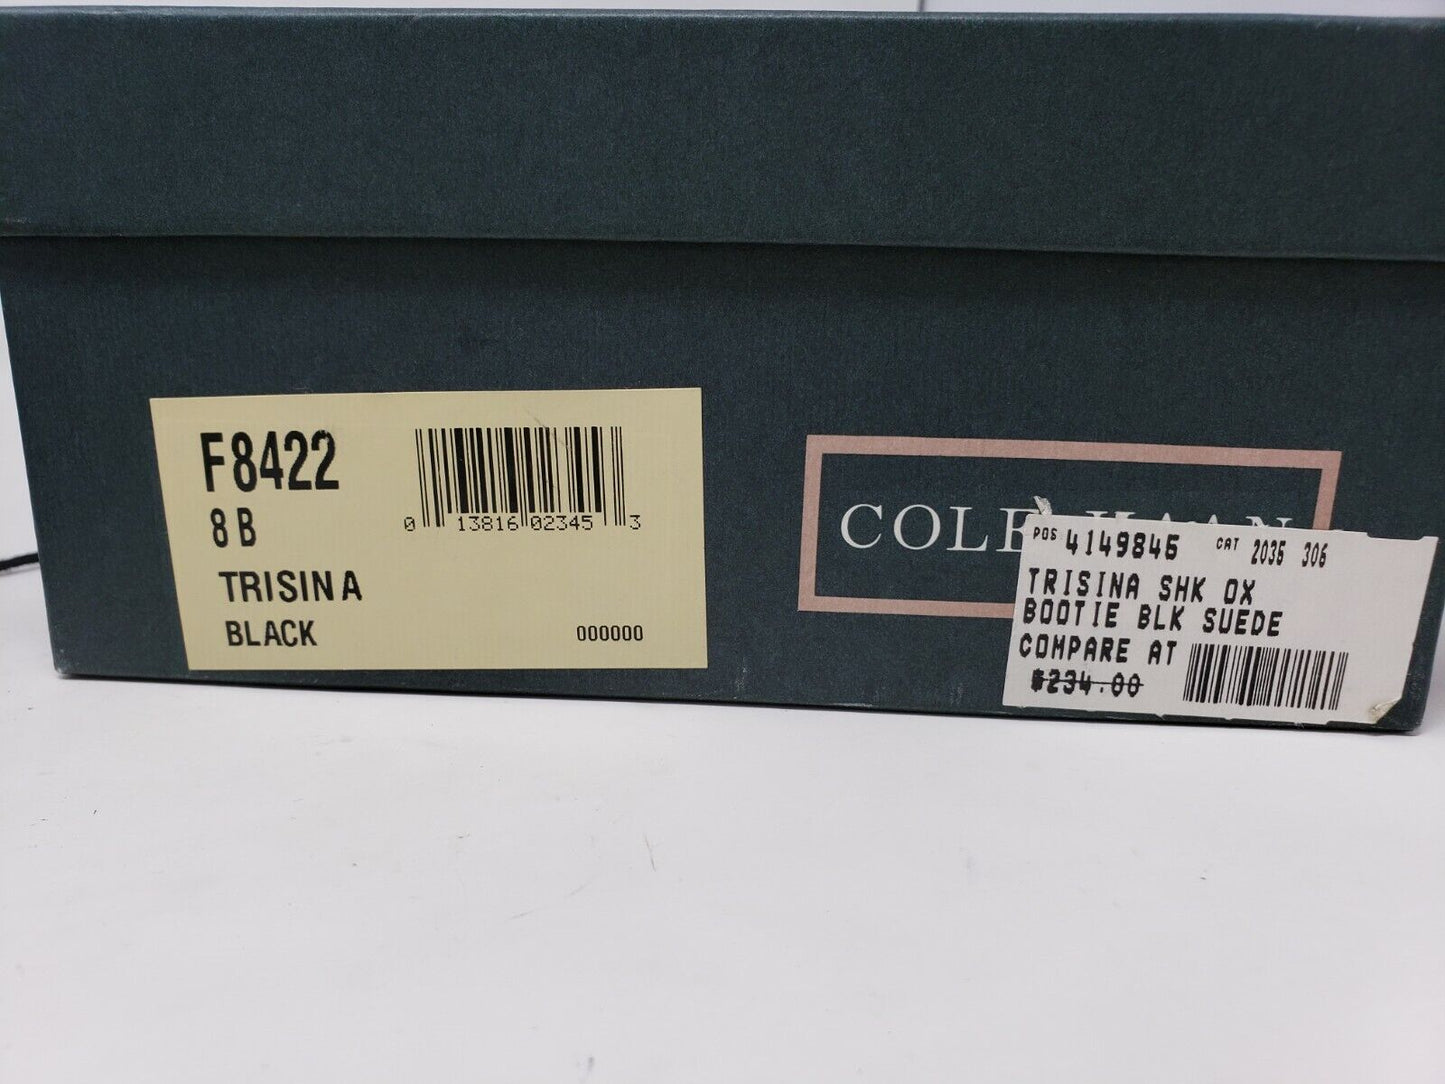 F8422
8 B
TRISINA
BLACK
0 13816 02345 3
000000
COLE HAAN
POS 4149845 CAT 2035 306
TRISINA SHK OX
BOOTIE BLK SUEDE
COMPARE AT
$234.00